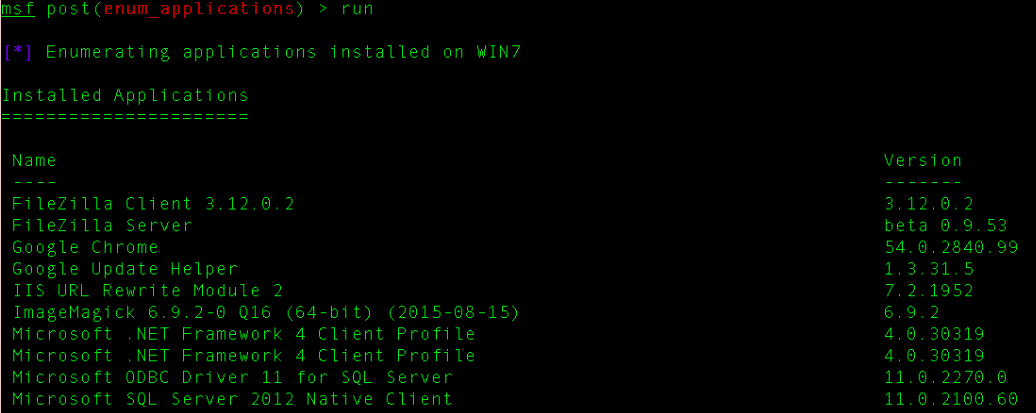 msf post(enum_applications) > run
[*] Enumerating applications installed on WIN7
Installed Applications
======================
Name Version
---- -------
FileZilla Client 3.12.0.2 3.12.0.2
FileZilla Server beta 0.9.53
Google Chrome 54.0.2840.99
Google Update Helper 1.3.31.5
IIS URL Rewrite Module 2 7.2.1952
ImageMagick 6.9.2-0 Q16 (64-bit) (2015-08-15) 6.9.2
Microsoft .NET Framework 4 Client Profile 4.0.30319
Microsoft .NET Framework 4 Client Profile 4.0.30319
Microsoft ODBC Driver 11 for SQL Server 11.0.2270.0
Microsoft SQL Server 2012 Native Client 11.0.2100.60